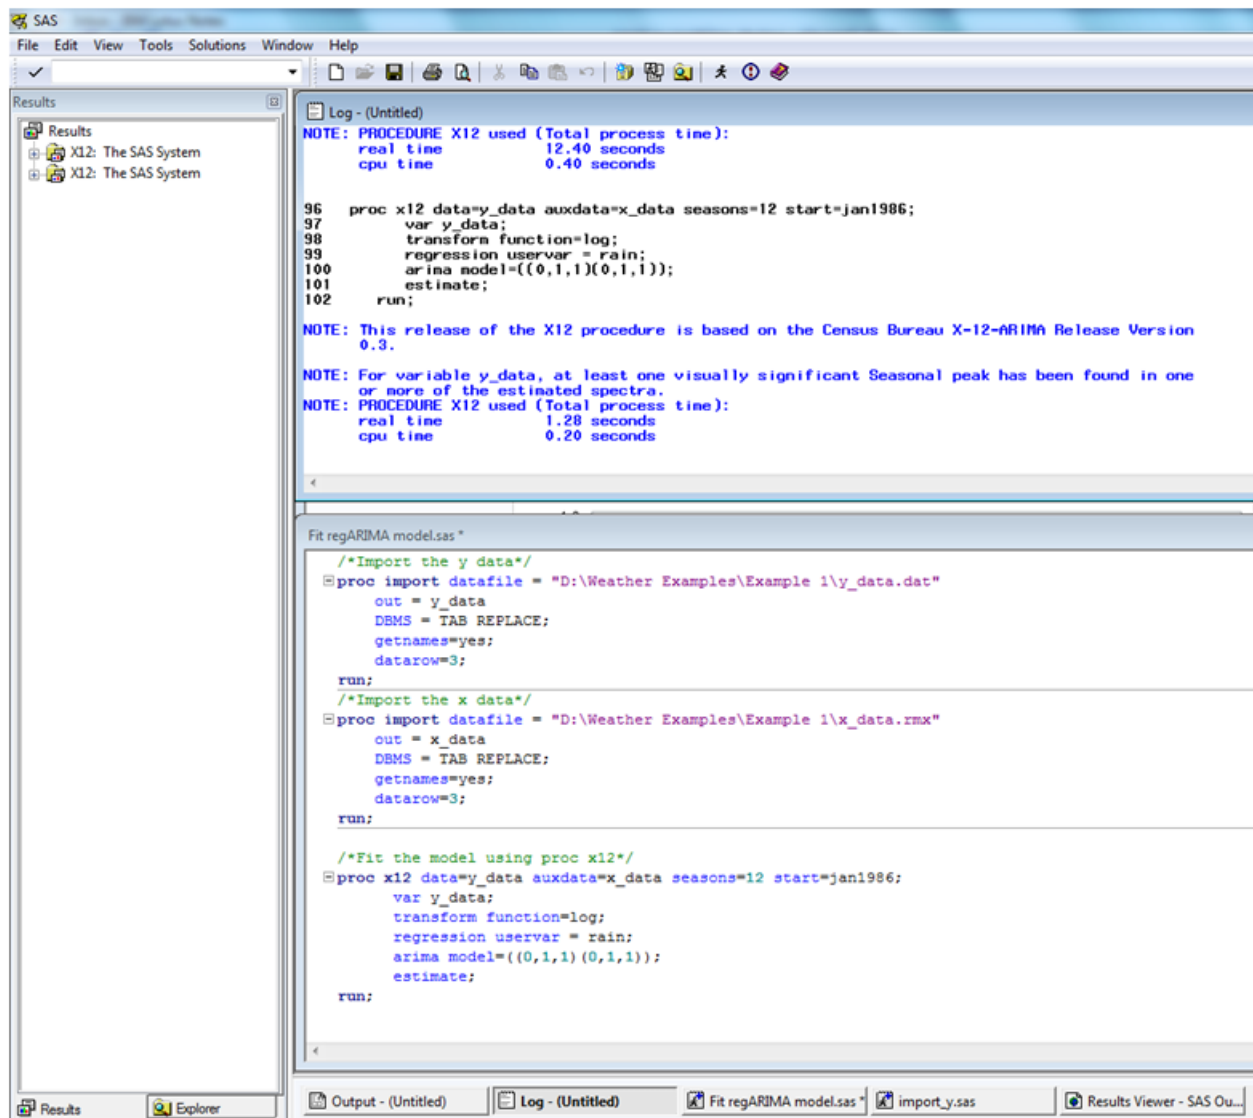 SAS
File Edit View Tools Solutions Window Help
Results
Results
X12: The SAS System
X12: The SAS System
Log - (Untitled)
NOTE: PROCEDURE X12 used (Total process time):
real time 12.40 seconds
cpu time 0.40 seconds
96 proc x12 data=y_data auxdata=x_data seasons=12 start=jan1986;
97 var y_data;
98 transform function=log;
99 regression uservar = rain;
100 arima model=((0,1,1)(0,1,1));
101 estimate;
102 run;
NOTE: This release of the X12 procedure is based on the Census Bureau X-12-ARIMA Release Version
0.3.
NOTE: For variable y_data, at least one visually significant Seasonal peak has been found in one
or more of the estimated spectra.
NOTE: PROCEDURE X12 used (Total process time):
real time 1.28 seconds
cpu time 0.20 seconds
Fit regARIMA model.sas *
/*Import the y data*/
proc import datafile = "D:\Weather Examples\Example 1\y_data.dat"
out = y_data
DBMS = TAB REPLACE;
getnames=yes;
datarow=3;
run;
/*Import the x data*/
proc import datafile = "D:\Weather Examples\Example 1\x_data.rmx"
out = x_data
DBMS = TAB REPLACE;
getnames=yes;
datarow=3;
run;
/*Fit the model using proc x12*/
proc x12 data=y_data auxdata=x_data seasons=12 start=jan1986;
var y_data;
transform function=log;
regression uservar = rain;
arima model=((0,1,1)(0,1,1));
estimate;
run;
Results
Explorer
Output - (Untitled)
Log - (Untitled)
Fit regARIMA model.sas *
import_y.sas
Results Viewer - SAS Ou...